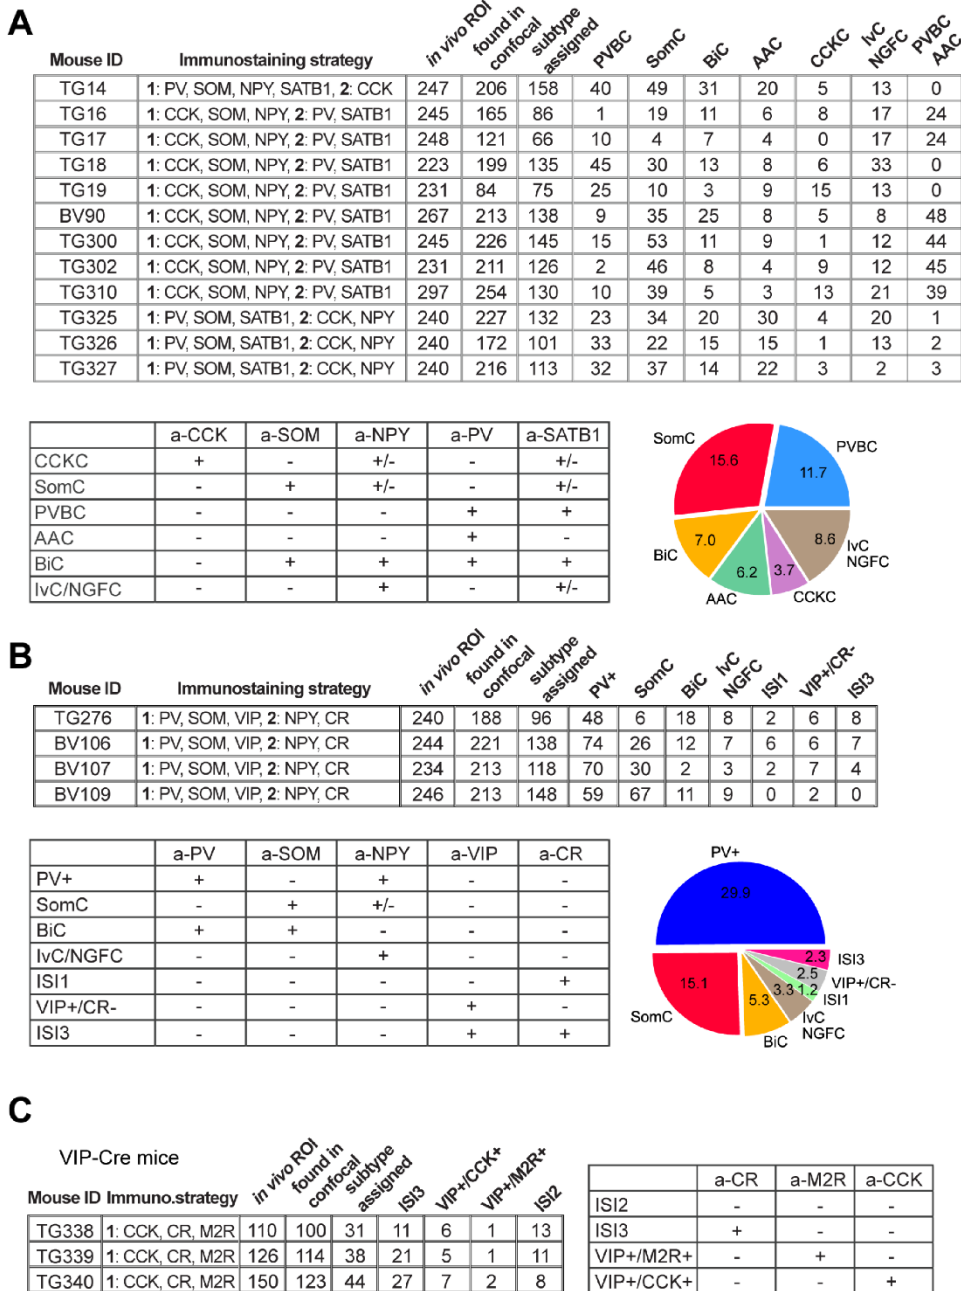 A
Mouse ID Immunostaining strategy in vivo ROI found in confocal subtype assigned PVBC SomC BiC AAC CCKC IvC NGFC PVBC AAC
TG14 1: PV, SOM, NPY, SATB1, 2: CCK 247 206 158 40 49 31 20 5 13 0
TG16 1: CCK, SOM, NPY, 2: PV, SATB1 245 165 86 1 19 11 6 8 17 24
TG17 1: CCK, SOM, NPY, 2: PV, SATB1 248 121 66 10 4 7 4 0 17 24
TG18 1: CCK, SOM, NPY, 2: PV, SATB1 223 199 135 45 30 13 8 6 33 0
TG19 1: CCK, SOM, NPY, 2: PV, SATB1 231 84 75 25 10 3 9 15 13 0
BV90 1: CCK, SOM, NPY, 2: PV, SATB1 267 213 138 9 35 25 8 5 8 48
TG300 1: CCK, SOM, NPY, 2: PV, SATB1 245 226 145 15 53 11 9 1 12 44
TG302 1: CCK, SOM, NPY, 2: PV, SATB1 231 211 126 2 46 8 4 9 12 45
TG310 1: CCK, SOM, NPY, 2: PV, SATB1 297 254 130 10 39 5 3 13 21 39
TG325 1: PV, SOM, SATB1, 2: CCK, NPY 240 227 132 23 34 20 30 4 20 1
TG326 1: PV, SOM, SATB1, 2: CCK, NPY 240 172 101 33 22 15 15 1 13 2
TG327 1: PV, SOM, SATB1, 2: CCK, NPY 240 216 113 32 37 14 22 3 2 3
a-CCK a-SOM a-NPY a-PV a-SATB1
CCKC + - +/- - +/-
SomC - + +/- - +/-
PVBC - - - + +
AAC - - - + -
BiC - + + + +
IvC/NGFC - - + - +/-
SomC
15.6
PVBC
11.7
BiC
7.0
AAC
6.2
3.7
CCKC
8.6
IvC
NGFC
B
Mouse ID Immunostaining strategy in vivo ROI found in confocal subtype assigned PV+ SomC BiC IvC NGFC ISI1 VIP+/CR- ISI3
TG276 1: PV, SOM, VIP, 2: NPY, CR 240 188 96 48 6 18 8 2 6 8
BV106 1: PV, SOM, VIP, 2: NPY, CR 244 221 138 74 26 12 7 6 6 7
BV107 1: PV, SOM, VIP, 2: NPY, CR 234 213 118 70 30 2 3 2 7 4
BV109 1: PV, SOM, VIP, 2: NPY, CR 246 213 148 59 67 11 9 0 2 0
a-PV a-SOM a-NPY a-VIP a-CR
PV+ + - + - -
SomC - + +/- - -
BiC + + - - -
IvC/NGFC - - + - -
ISI1 - - - - +
VIP+/CR- - - - + -
ISI3 - - - + +
PV+
29.9
SomC
15.1
BiC
5.3
IvC
NGFC
3.3
ISI1
1.2
VIP+/CR-
2.5
ISI3
2.3
C
VIP-Cre mice
Mouse ID Immuno.strategy in vivo ROI found in confocal subtype assigned ISI3 VIP+/CCK+ VIP+/M2R+ ISI2
TG338 1: CCK, CR, M2R 110 100 31 11 6 1 13
TG339 1: CCK, CR, M2R 126 114 38 21 5 1 11
TG340 1: CCK, CR, M2R 150 123 44 27 7 2 8
a-CR a-M2R a-CCK
ISI2 - - -
ISI3 + - -
VIP+/M2R+ - + -
VIP+/CCK+ - - +